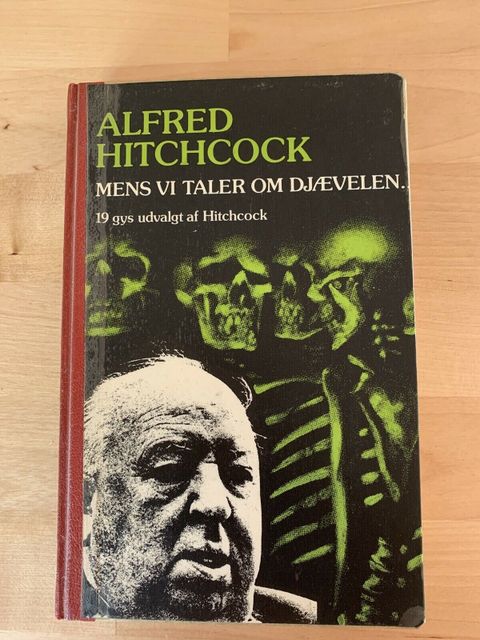 ALFRED
HITCHCOCK
MENS VI TALER OM DJÆVELEN..
19 gys udvalgt af Hitchcock